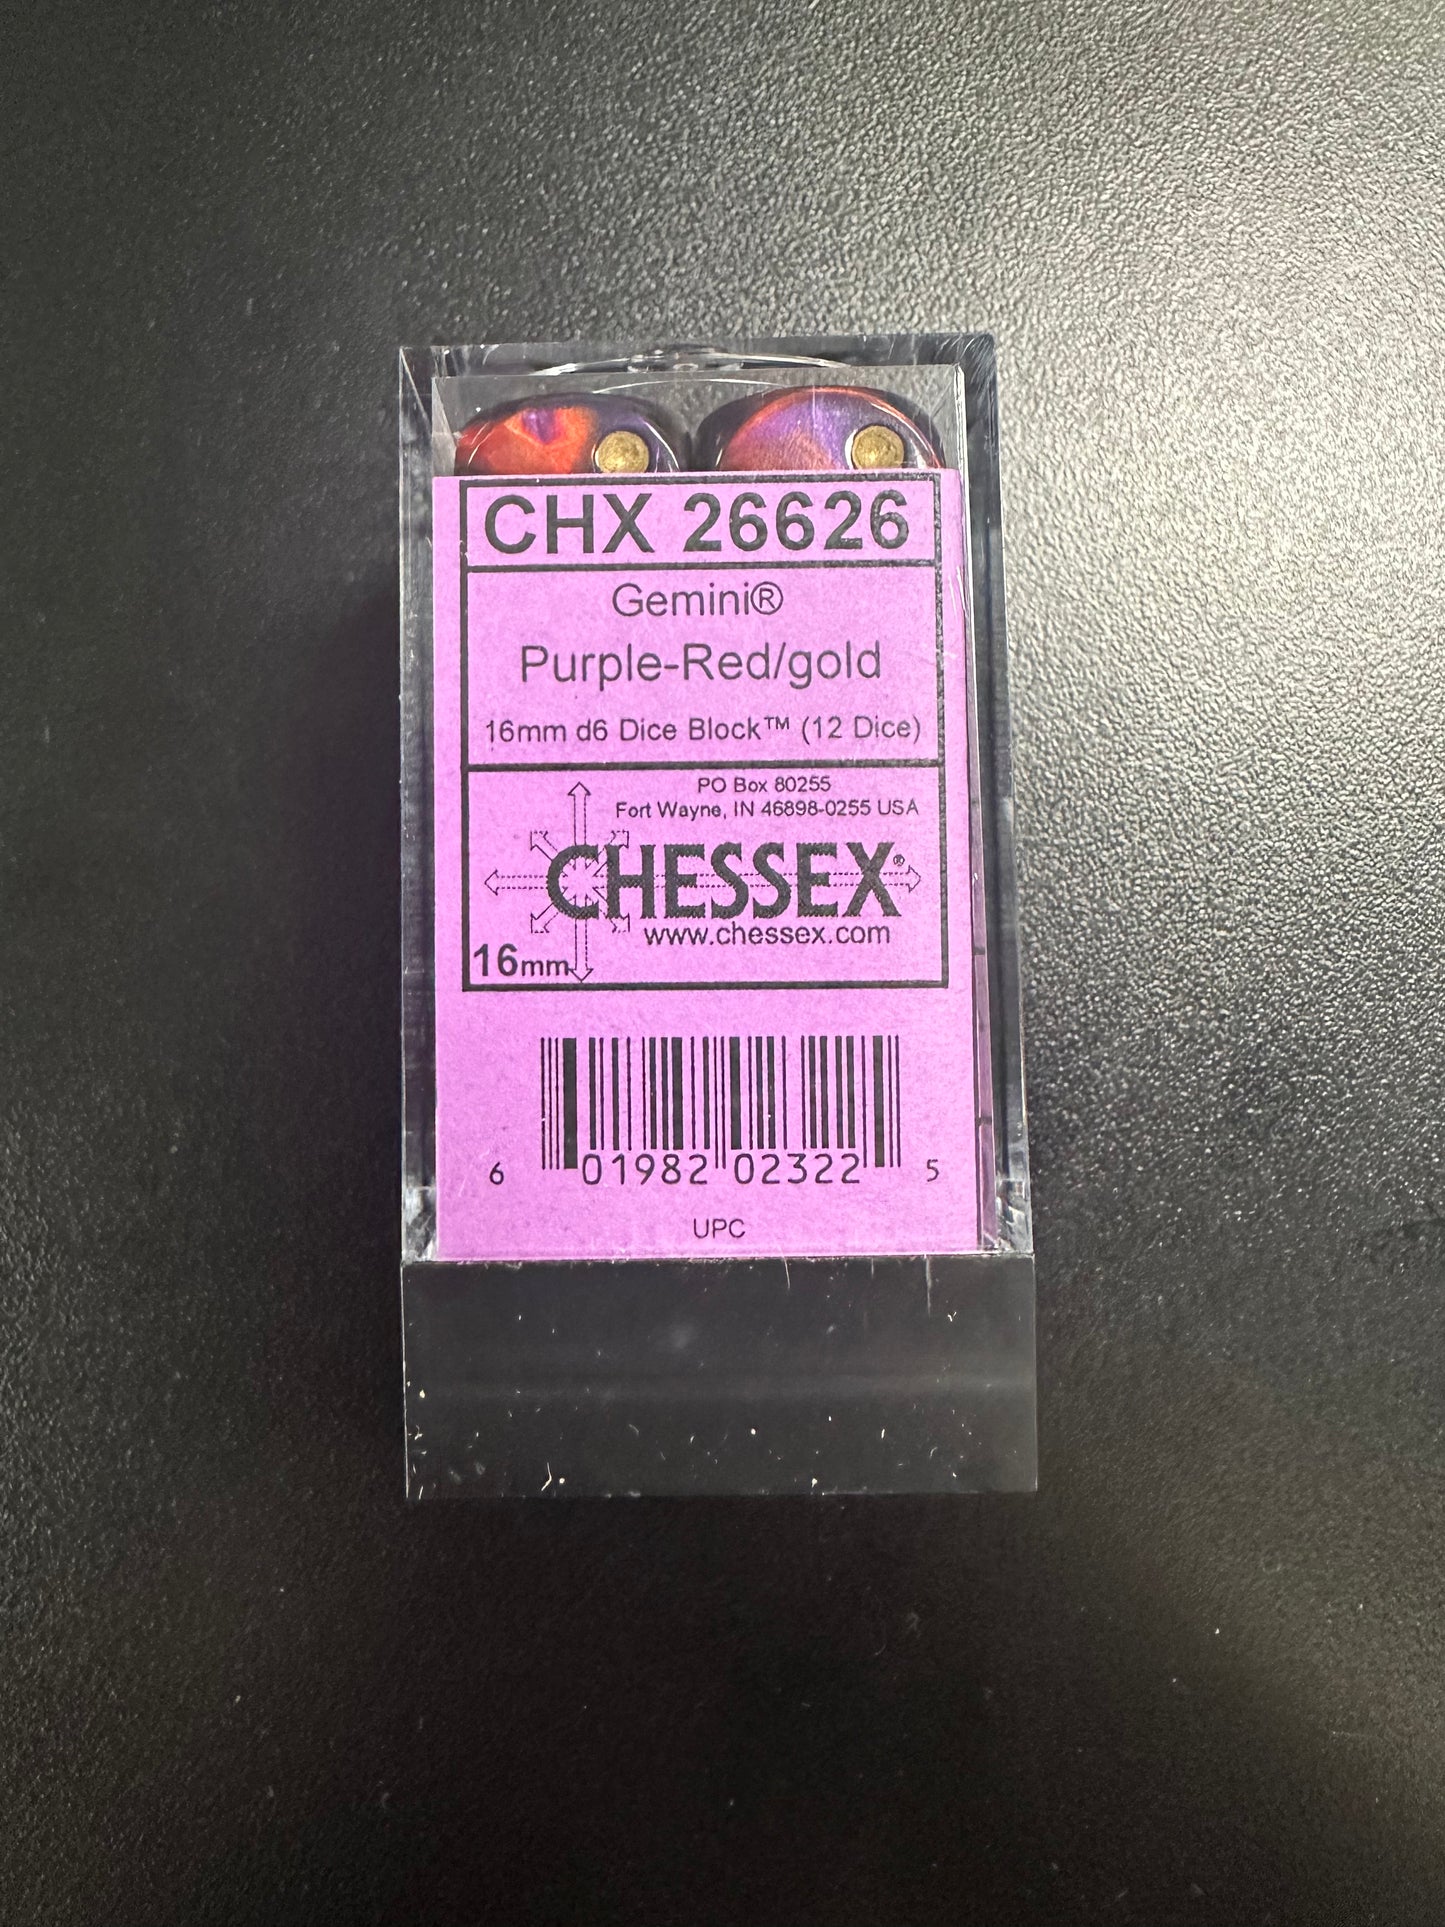 CHX 26626
Gemini®
Purple-Red/gold
16mm d6 Dice Block™ (12 Dice)
PO Box 80255
Fort Wayne, IN 46898-0255 USA
CHESSEX®
www.chessex.com
16mm
6 01982 02322 5
UPC